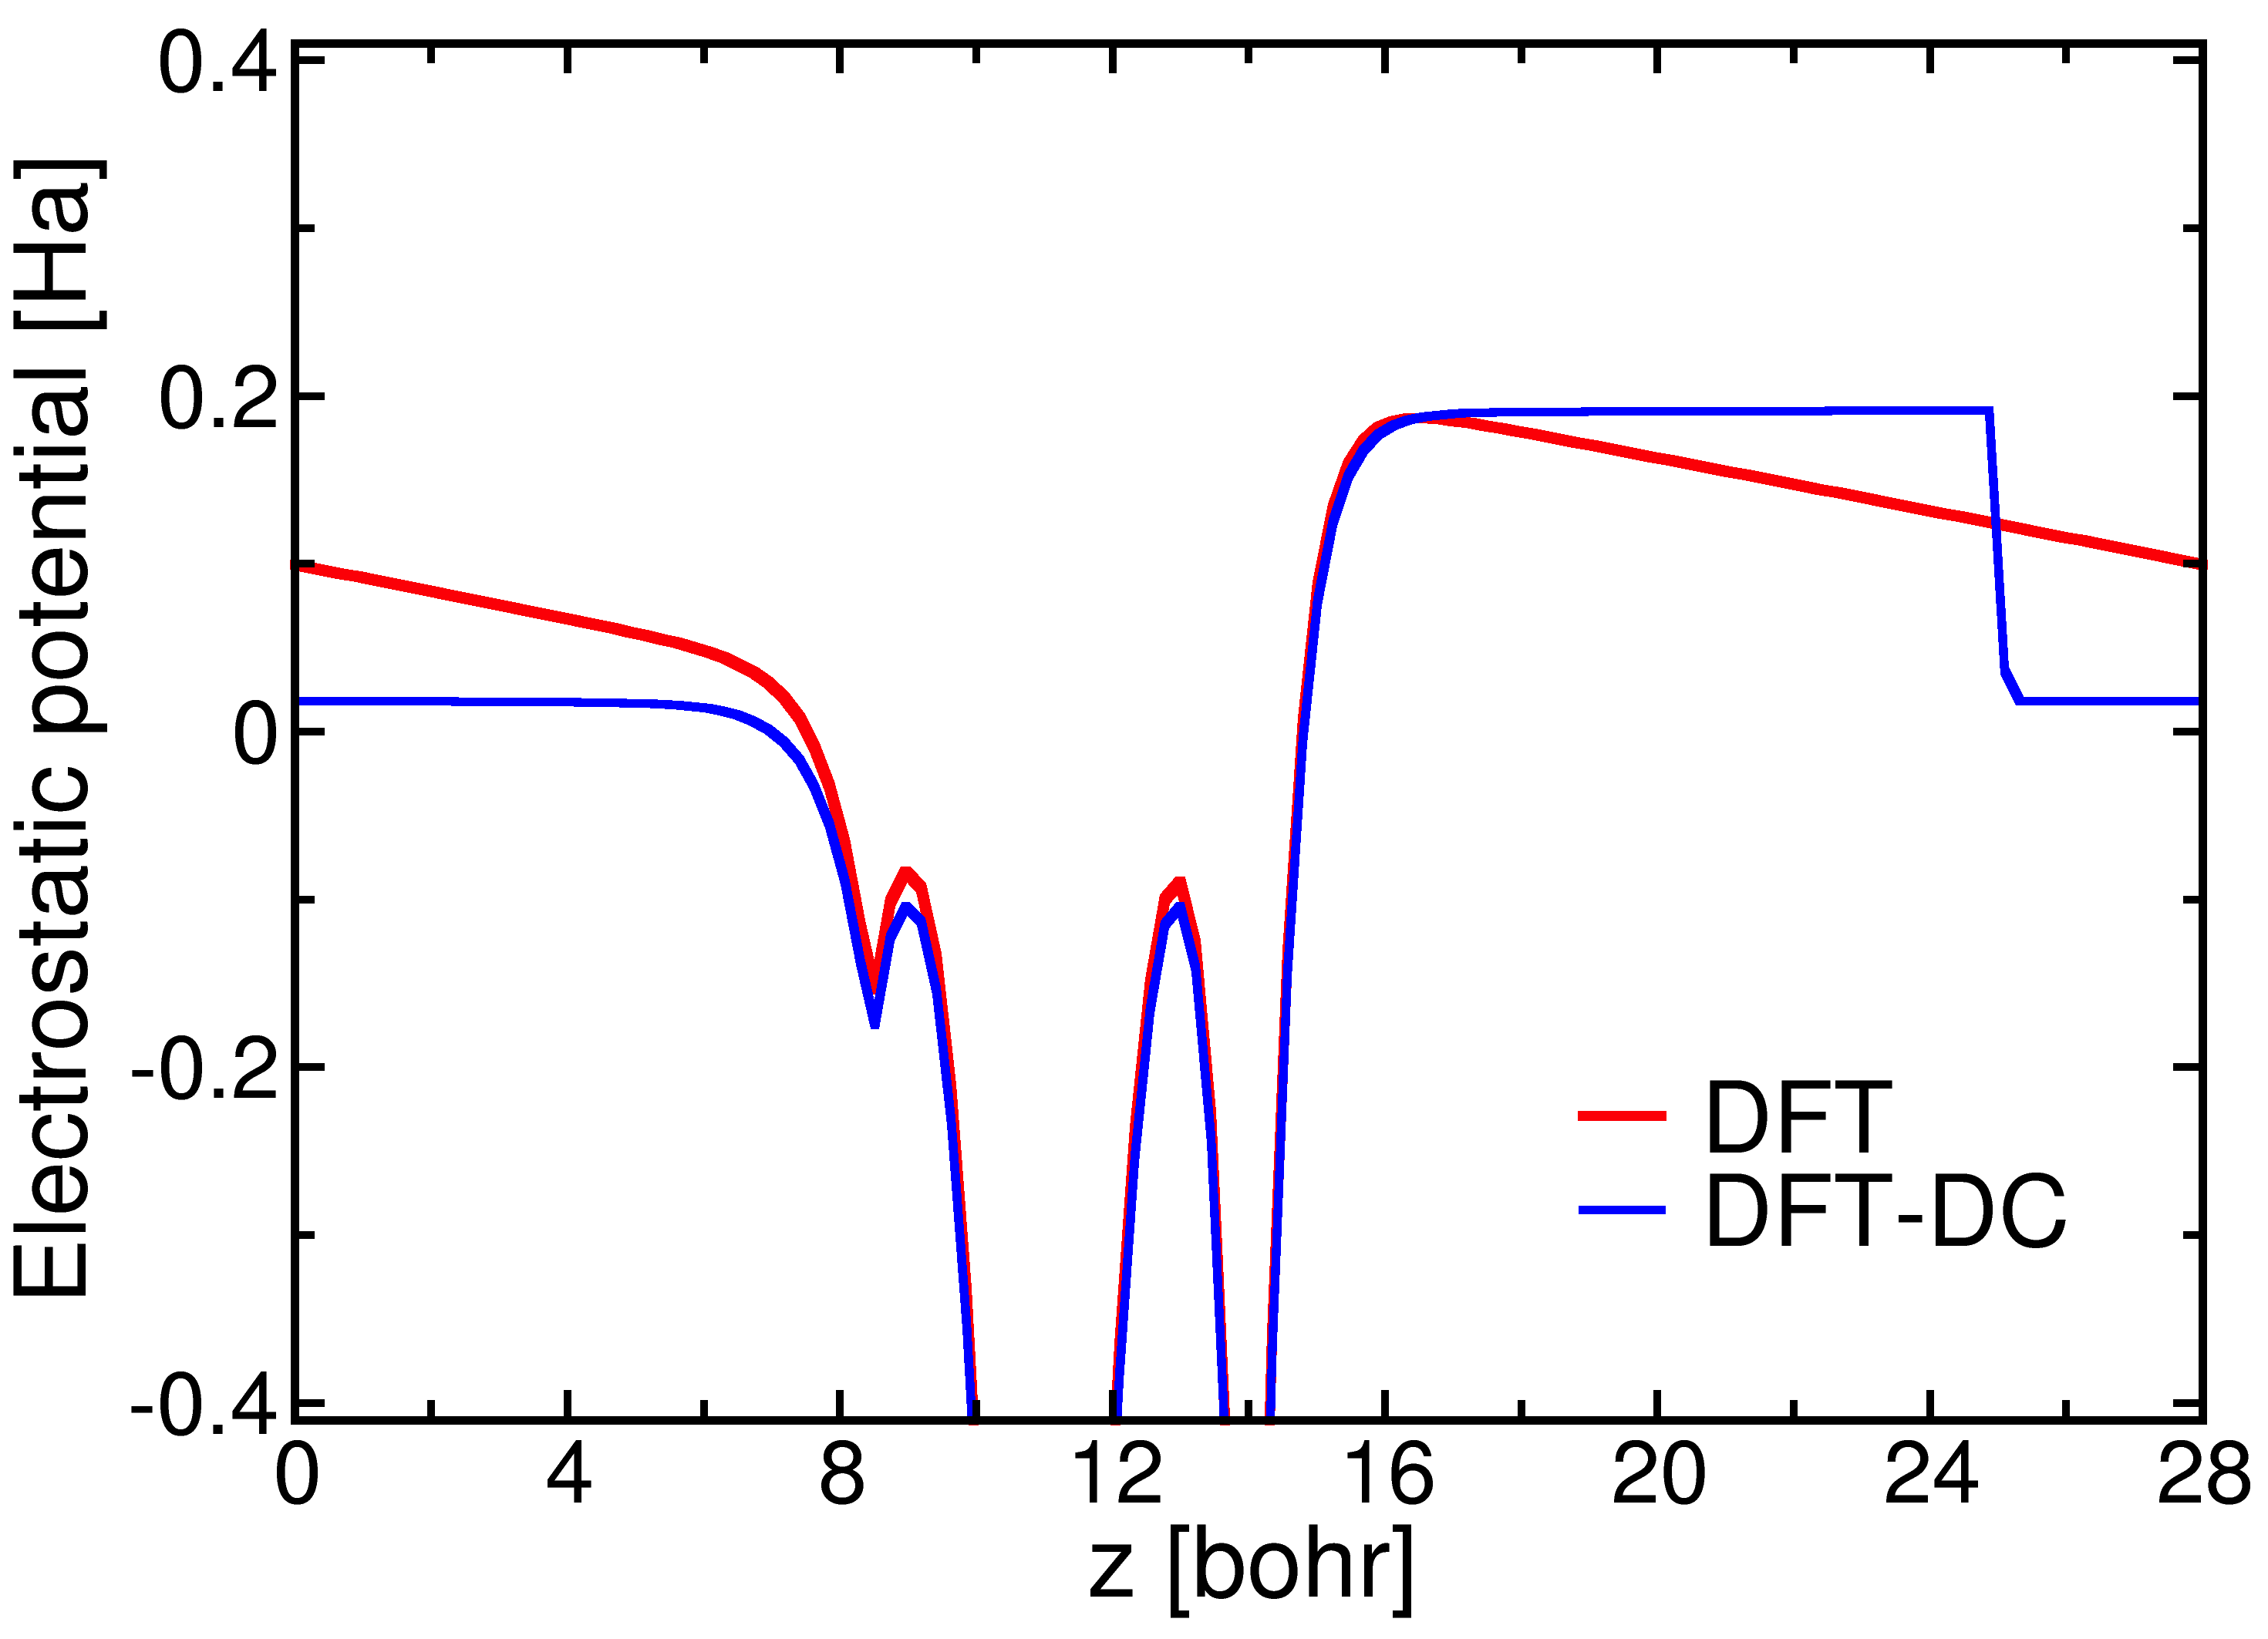 Electrostatic potential [Ha]
0.4
0.2
0
-0.2
-0.4
DFT
DFT-DC
0 4 8 12 16 20 24 28
z [bohr]